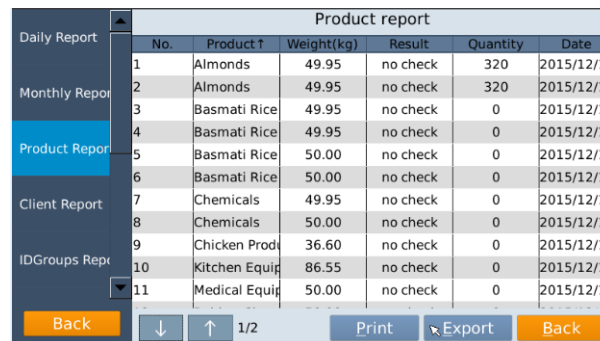 Product report
Daily Report
Monthly Repor
Product Repor
Client Report
IDGroups Repo
Back
No. Product↑ Weight(kg) Result Quantity Date
1 Almonds 49.95 no check 320 2015/12/
2 Almonds 49.95 no check 320 2015/12/
3 Basmati Rice 49.95 no check 0 2015/12/
4 Basmati Rice 49.95 no check 0 2015/12/
5 Basmati Rice 50.00 no check 0 2015/12/
6 Basmati Rice 50.00 no check 0 2015/12/
7 Chemicals 49.95 no check 0 2015/12/
8 Chemicals 50.00 no check 0 2015/12/
9 Chicken Produ 36.60 no check 0 2015/12/
10 Kitchen Equip 86.55 no check 0 2015/12/
11 Medical Equip 50.00 no check 0 2015/12/
↓ ↑ 1/2 Print Export Back